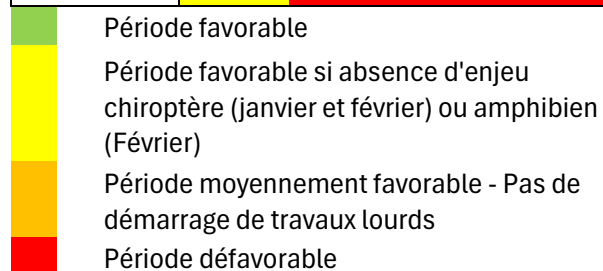 Période favorable
Période favorable si absence d'enjeu
chiroptère (janvier et février) ou amphibien
(Février)
Période moyennement favorable - Pas de
démarrage de travaux lourds
Période défavorable